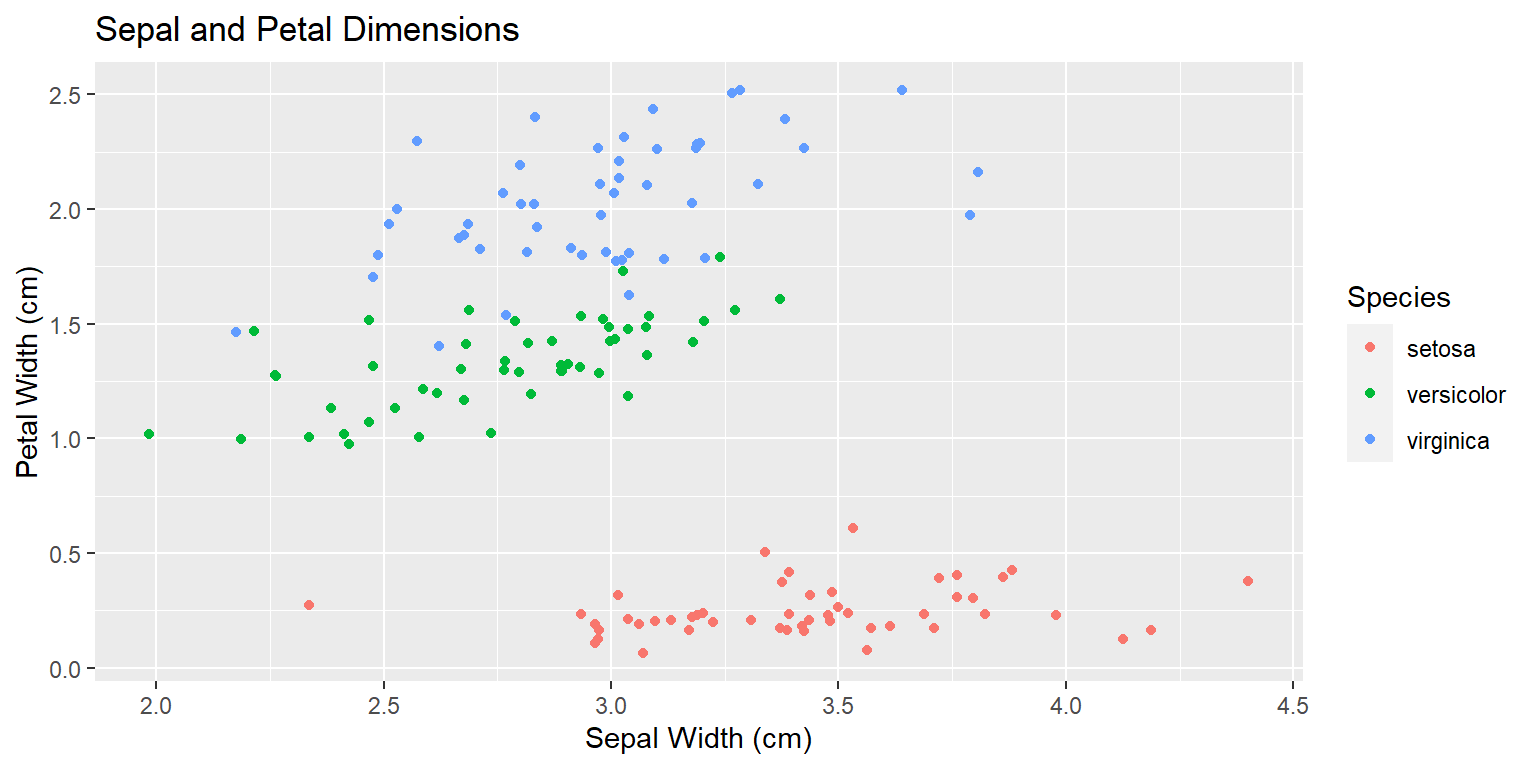 Sepal and Petal Dimensions
2.5
2.0
1.5
1.0
0.5
0.0
Petal Width (cm)
2.0 2.5 3.0 3.5 4.0 4.5
Sepal Width (cm)
Species
setosa
versicolor
virginica